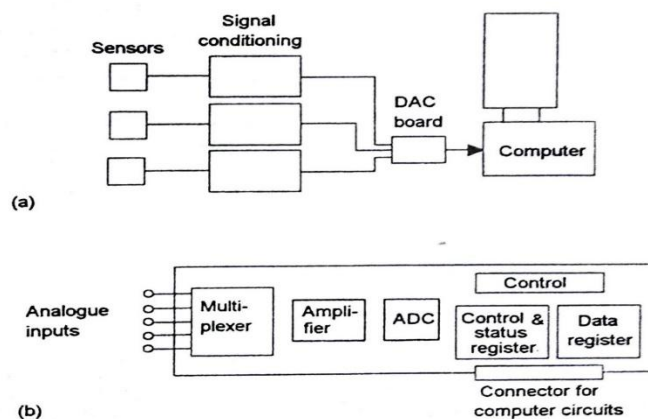 Signal
conditioning
Sensors
DAC
board
Computer
(a)
Control
Analogue
inputs
Multi-
plexer
Ampli-
fier
ADC
Control &
status
register
Data
register
Connector for
computer circuits
(b)